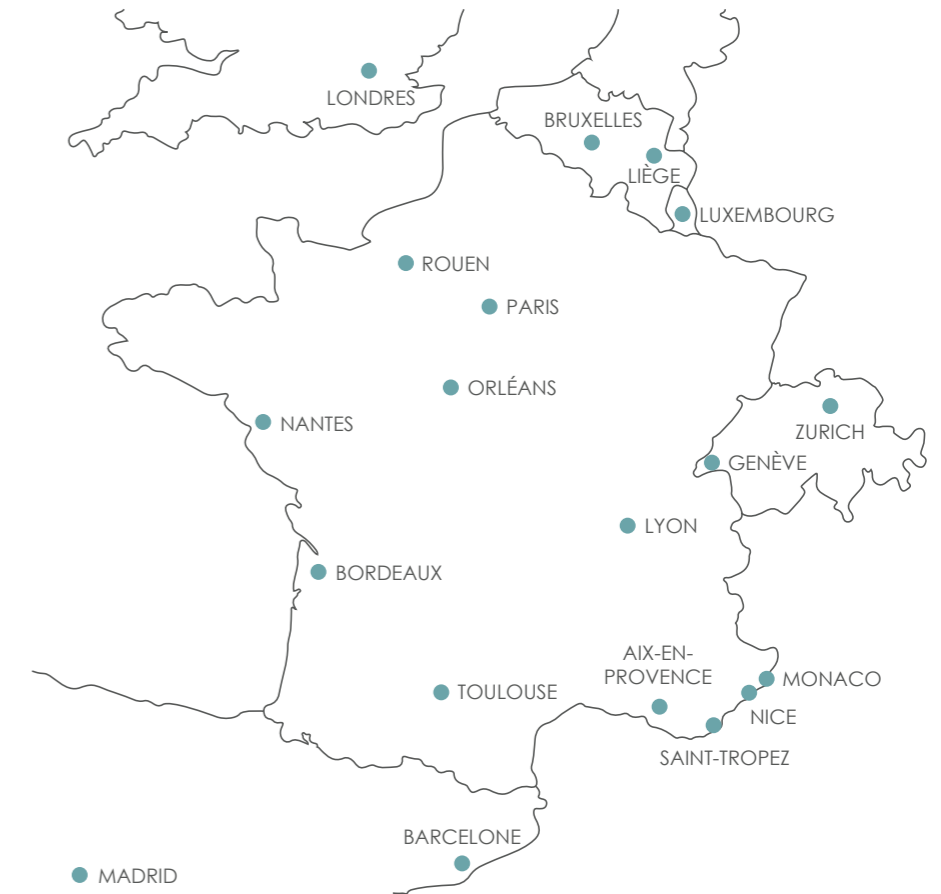 LONDRES
BRUXELLES
LIÈGE
LUXEMBOURG
ROUEN
PARIS
ORLÉANS
NANTES
ZURICH
GENÈVE
LYON
BORDEAUX
AIX-EN-
PROVENCE
MONACO
TOULOUSE
NICE
SAINT-TROPEZ
BARCELONE
MADRID